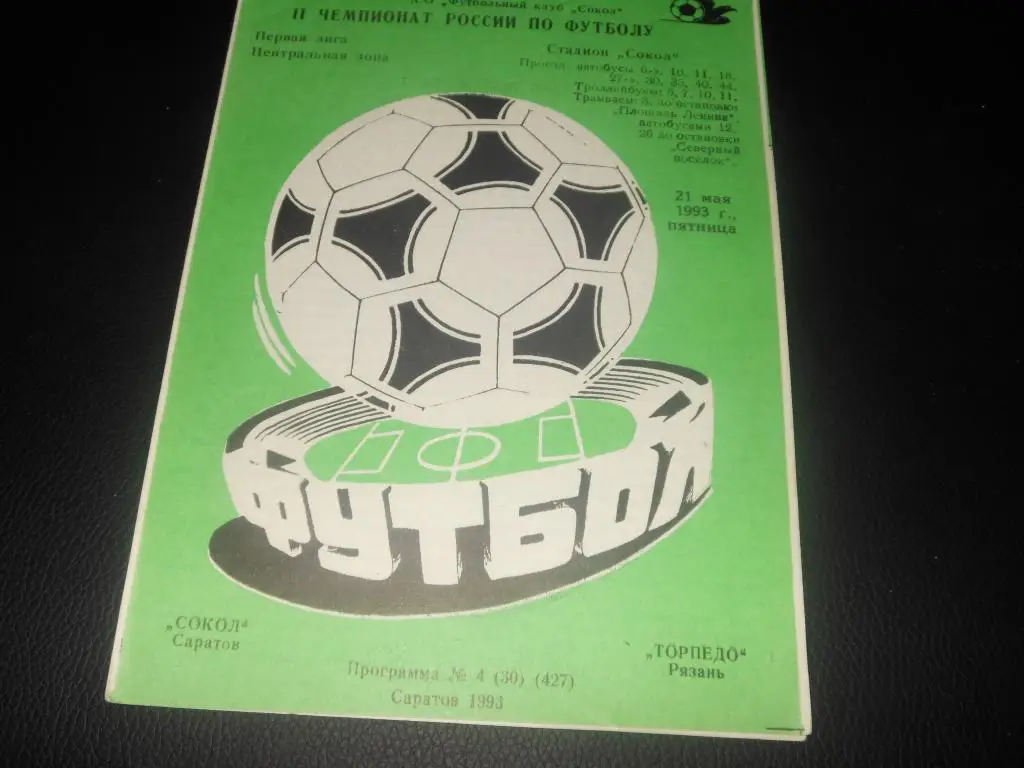 А.О „Футбольный клуб „Сокол"
II ЧЕМПИОНАТ РОССИИ ПО ФУТБОЛУ
Первая лига
Центральная зона
Стадион „Сокол"
Проезд: автобусы 6-э, 10, 11, 18,
27-э, 30, 35, 40, 44,
Троллейбусы: 5, 7, 10, 11,
Трамваем: 3, до остановки
„Площадь Ленина",
автобусами 12,
26 до остановки
„Северный
поселок".
21 мая
1993 г.,
пятница
ФУТБОЛ
„СОКОЛ"
Саратов
„ТОРПЕДО"
Рязань
Программа № 4 (30) (427)
Саратов 1993